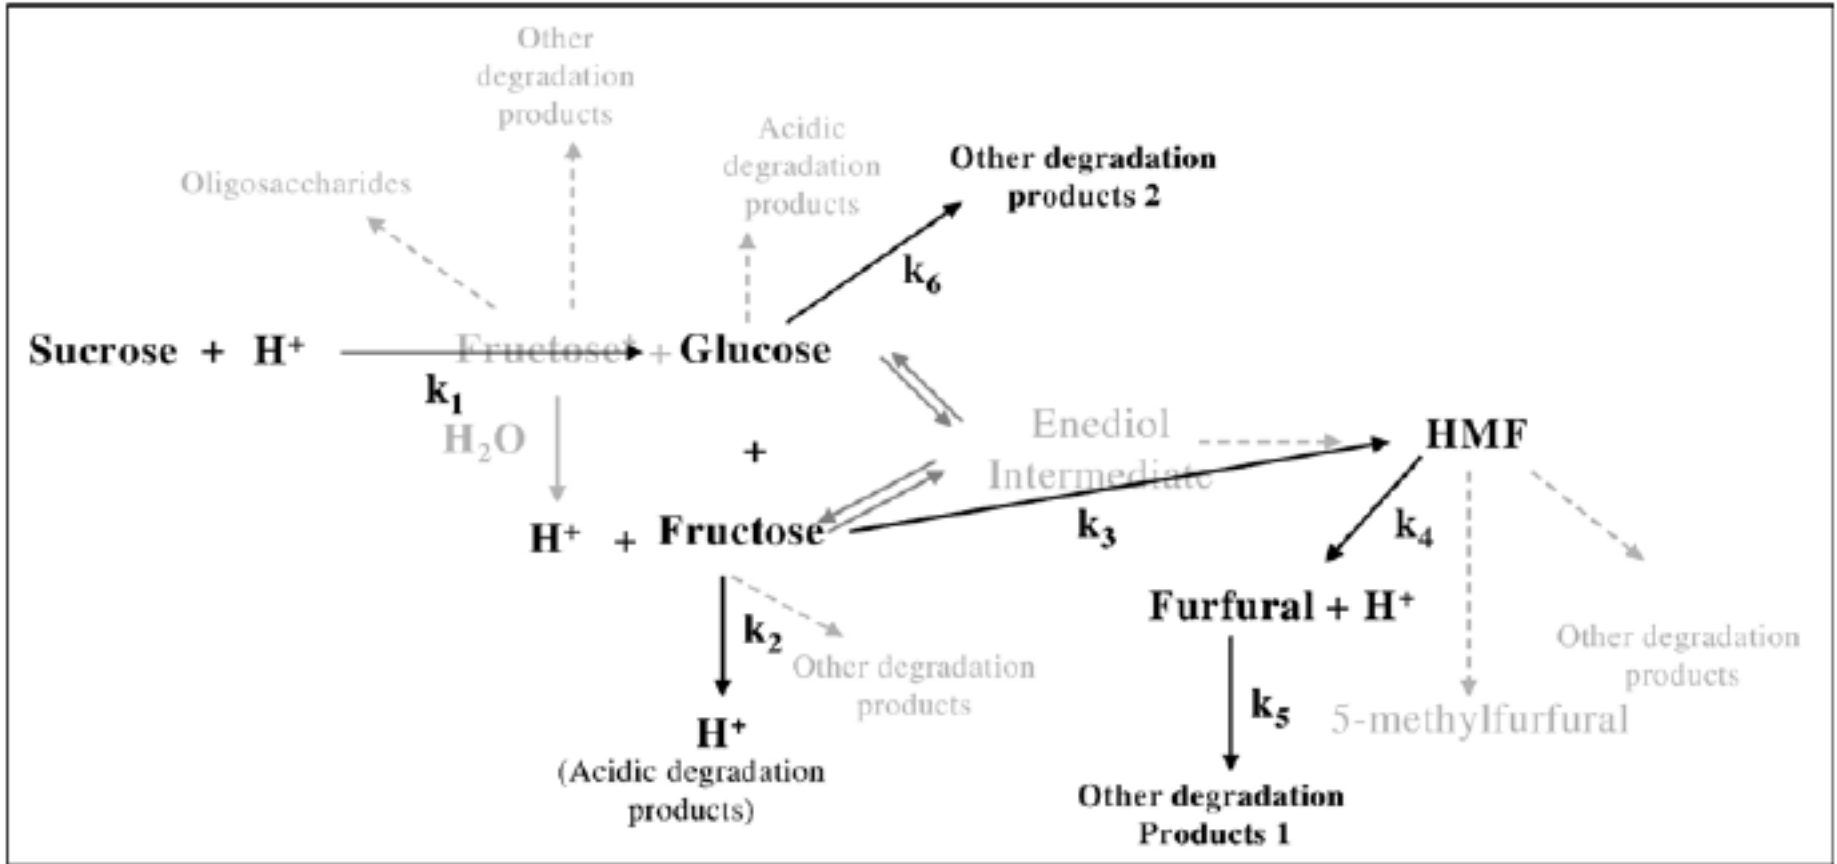 Other
degradation
products
Acidic
degradation
products
Other degradation
products 2
Oligosaccharides
k₆
Sucrose + H⁺
Fructose* + Glucose
k₁
H₂O
+
Enediol
Intermediate
HMF
H⁺ + Fructose
k₃
k₄
k₂
Furfural + H⁺
Other degradation
products
Other degradation
products
H⁺
(Acidic degradation
products)
k₅
5-methylfurfural
Other degradation
Products 1